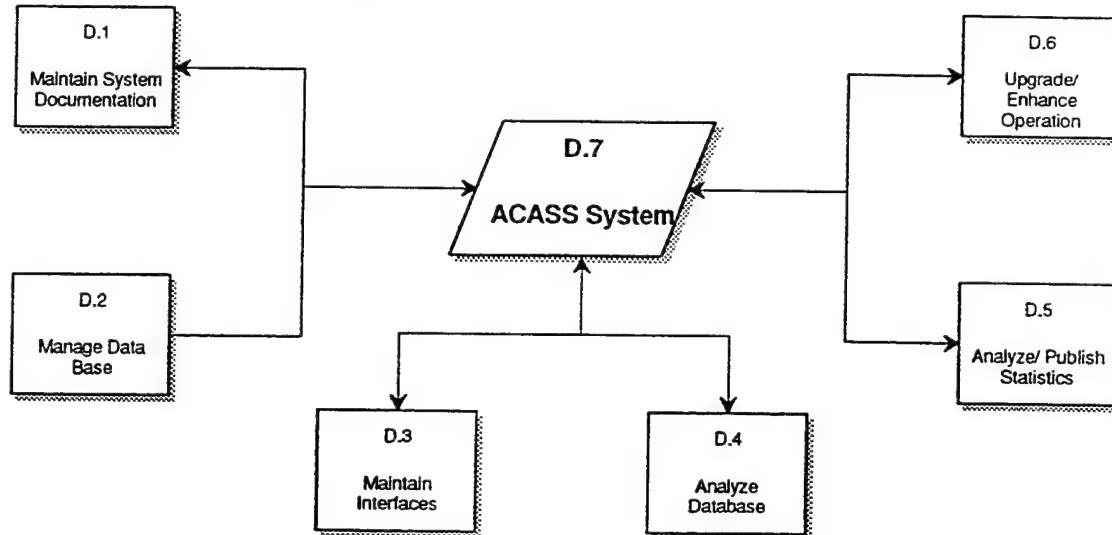 D.1
Maintain System
Documentation
D.6
Upgrade/
Enhance
Operation
D.7
ACASS System
D.2
Manage Data
Base
D.5
Analyze/ Publish
Statistics
D.3
Maintain
Interfaces
D.4
Analyze
Database